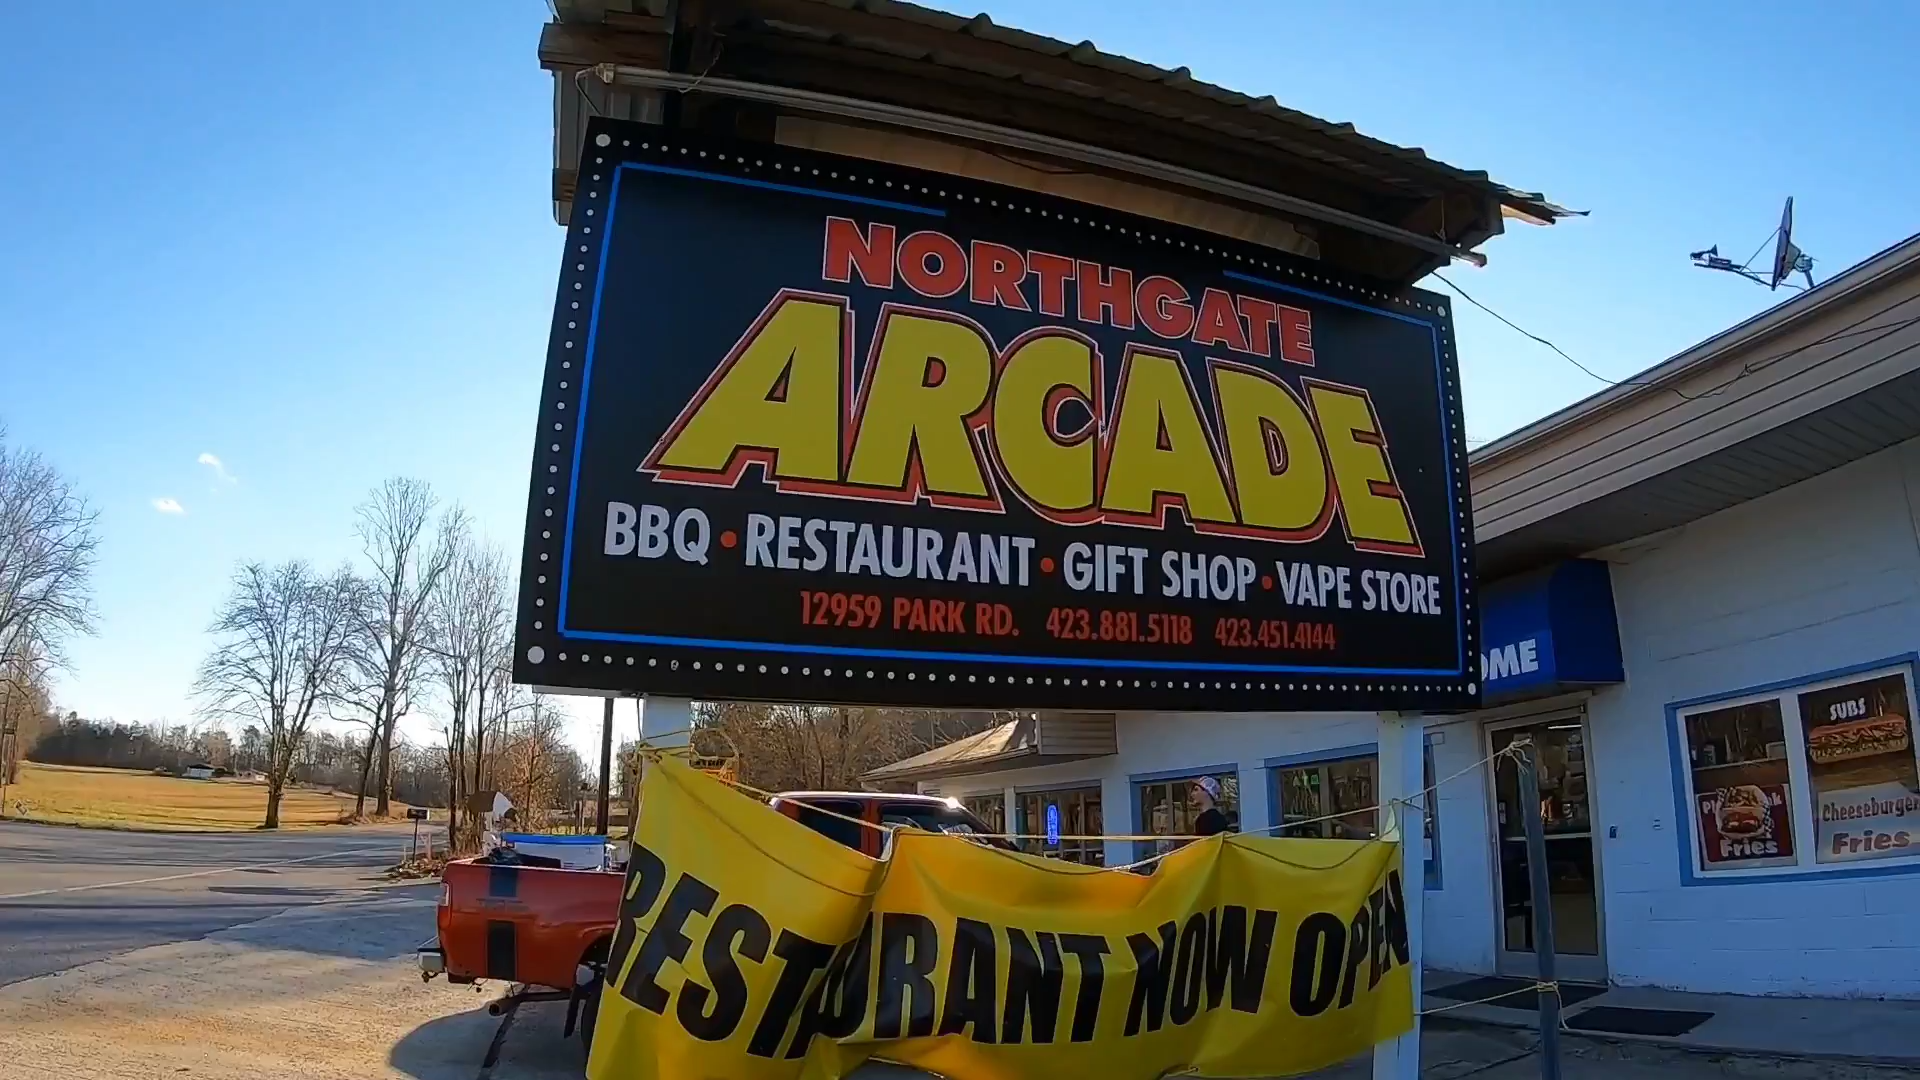 NORTHGATE
ARCADE
BBQ • RESTAURANT • GIFT SHOP • VAPE STORE
12959 PARK RD. 423.881.5118 423.451.4144
OME
SUBS
Cheeseburger
Fries
Fries
RESTAURANT NOW OPEN